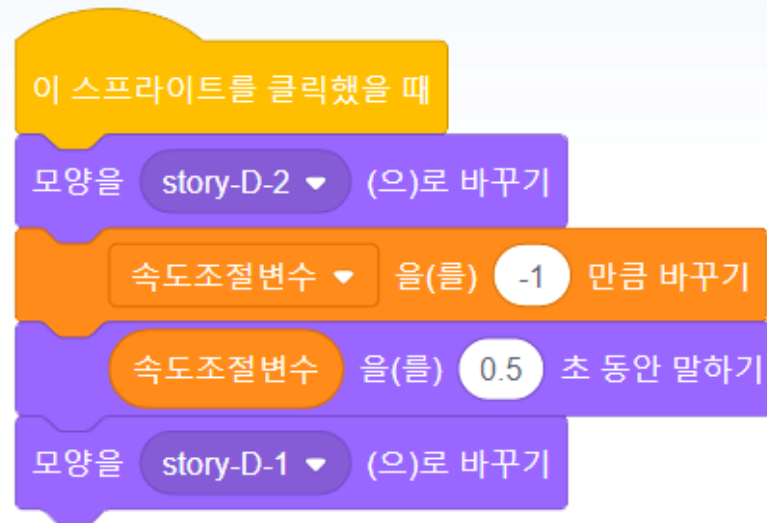 이 스프라이트를 클릭했을 때
모양을 story-D-2 (으)로 바꾸기
속도조절변수 을(를) -1 만큼 바꾸기
속도조절변수 을(를) 0.5 초 동안 말하기
모양을 story-D-1 (으)로 바꾸기